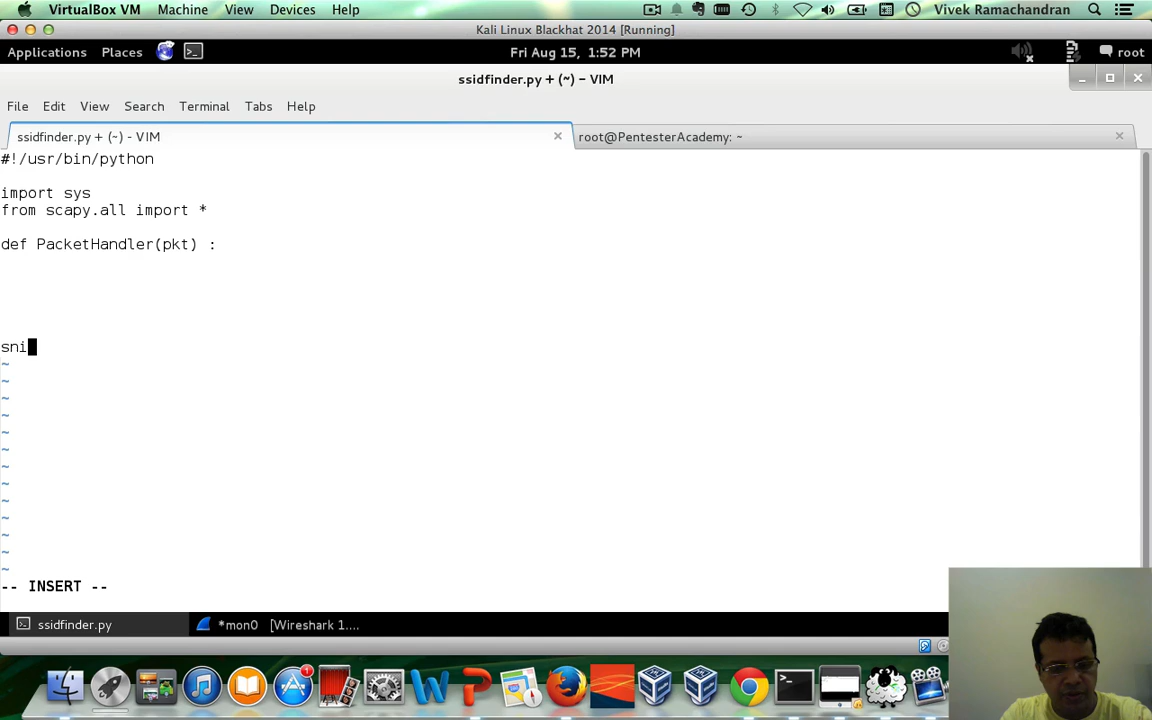 VirtualBox VM Machine View Devices Help Vivek Ramachandran
Kali Linux Blackhat 2014 [Running]
Applications Places Fri Aug 15, 1:52 PM root
ssidfinder.py + (~) - VIM
File Edit View Search Terminal Tabs Help
ssidfinder.py + (~) - VIM root@PentesterAcademy: ~
#!/usr/bin/python
import sys
from scapy.all import *
def PacketHandler(pkt) :
sni
~
~
~
~
~
~
~
~
~
~
~
~
~
-- INSERT --
ssidfinder.py *mon0 [Wireshark 1....
1